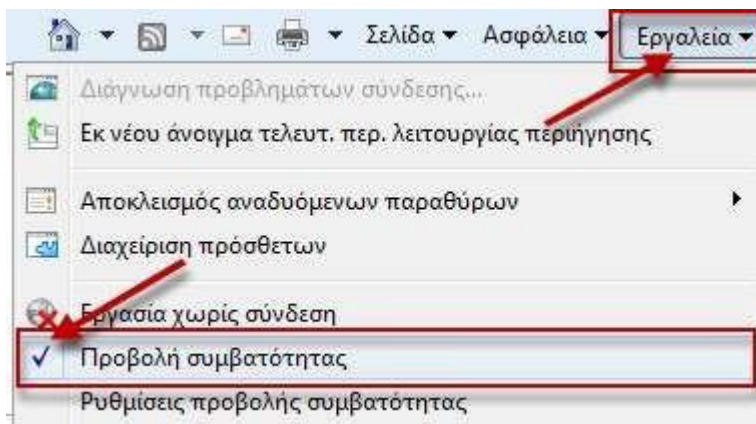 Σελίδα Ασφάλεια Εργαλεία
Διάγνωση προβλημάτων σύνδεσης...
Εκ νέου άνοιγμα τελευτ. περ. λειτουργίας περιήγησης
Αποκλεισμός αναδυόμενων παραθύρων
Διαχείριση πρόσθετων
Εργασία χωρίς σύνδεση
Προβολή συμβατότητας
Ρυθμίσεις προβολής συμβατότητας